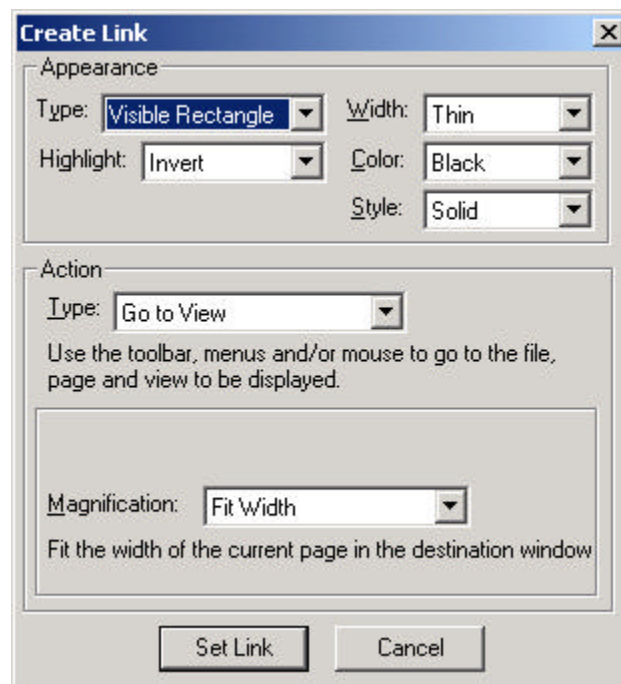 Create Link
Appearance
Type: Visible Rectangle Width: Thin
Highlight: Invert Color: Black
Style: Solid
Action
Type: Go to View
Use the toolbar, menus and/or mouse to go to the file,
page and view to be displayed.
Magnification: Fit Width
Fit the width of the current page in the destination window
Set Link Cancel